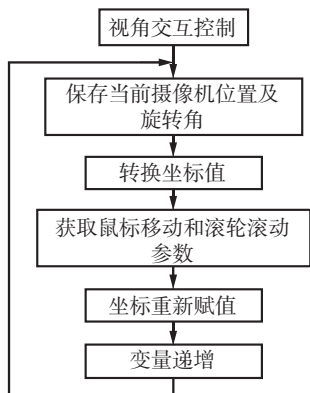 视角交互控制
保存当前摄像机位置及
旋转角
转换坐标值
获取鼠标移动和滚轮滚动
参数
坐标重新赋值
变量递增